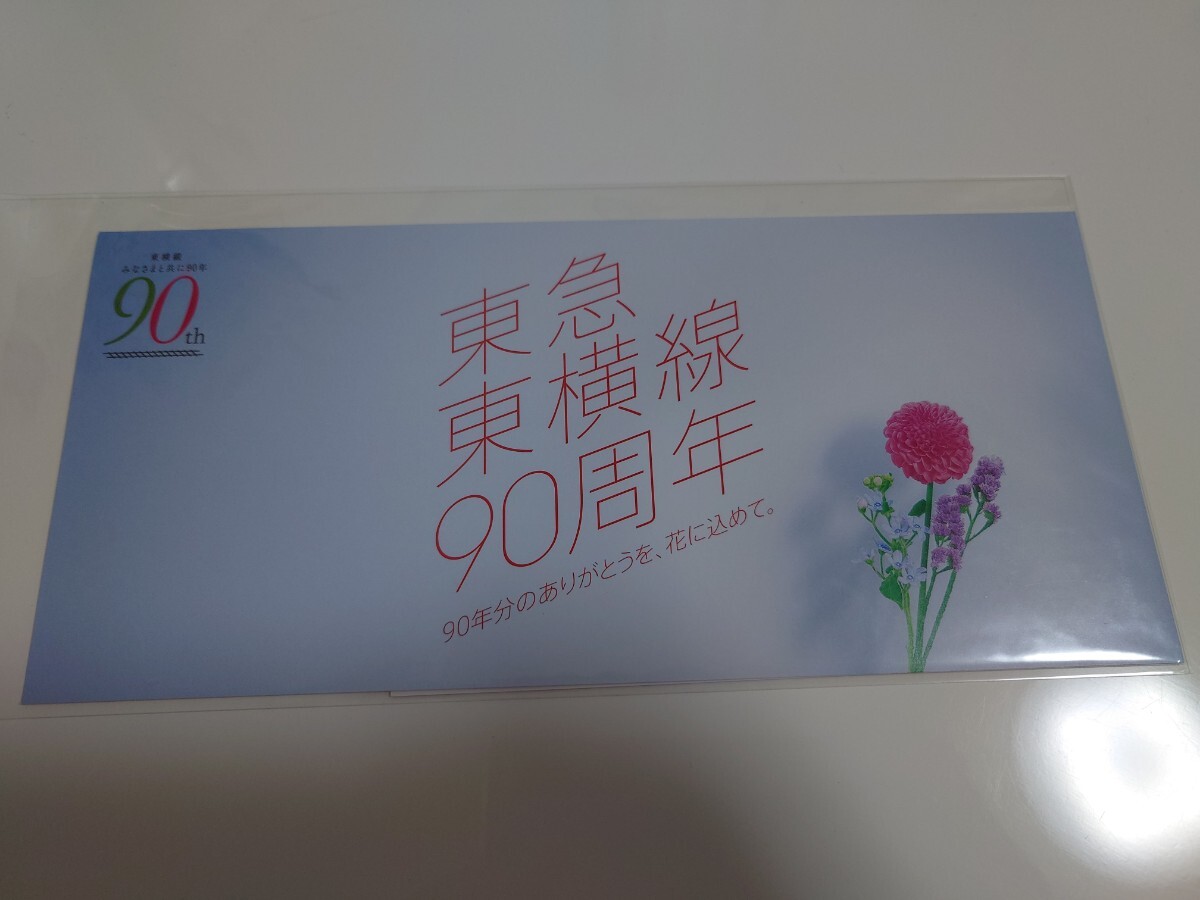 東横線
みなさまと共に90年
90th
東急
東横線
90周年
90年分のありがとうを、花に込めて。